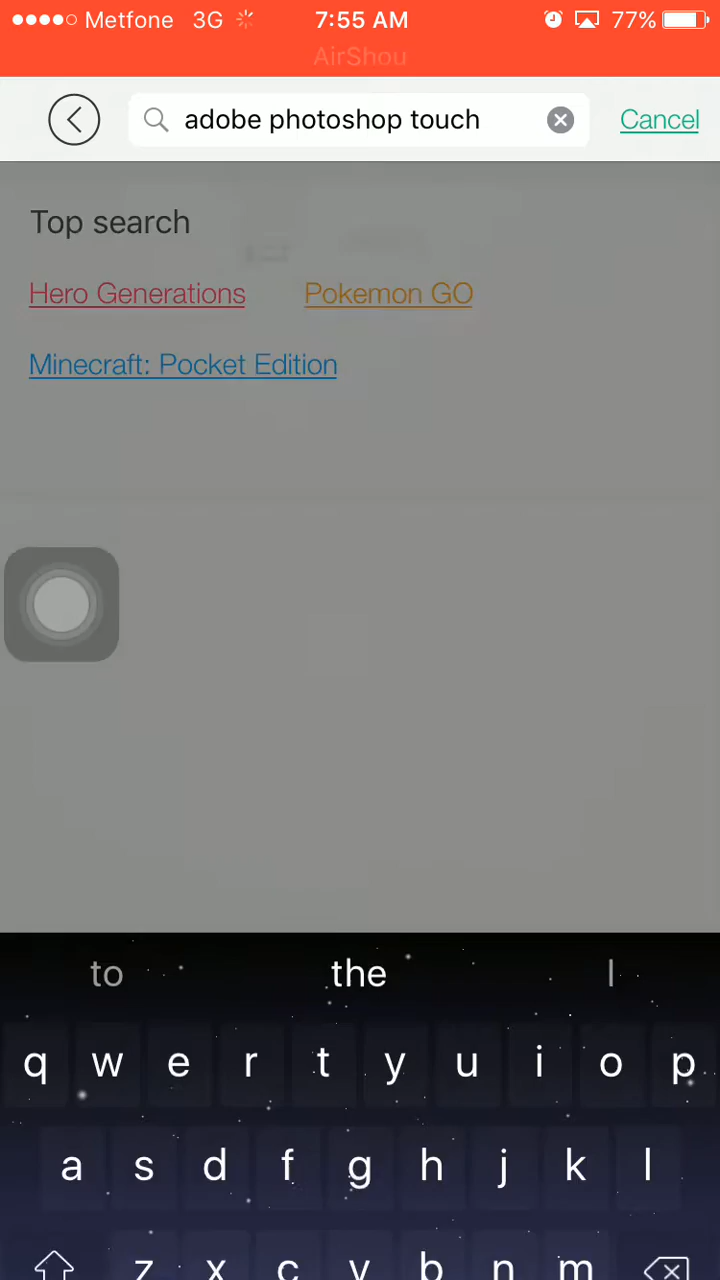 Metfone 3G 7:55 AM 77%
AirShou
adobe photoshop touch Cancel
Top search
Hero Generations Pokemon GO
Minecraft: Pocket Edition
to the I
q w e r t y u i o p
a s d f g h j k l
z x c v b n m